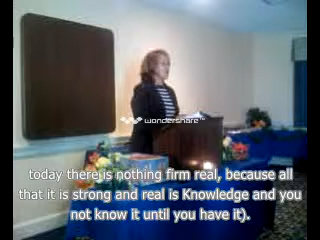 wondershare™
today there is nothing firm real, because all
that it is strong and real is Knowledge and you
not know it until you have it).